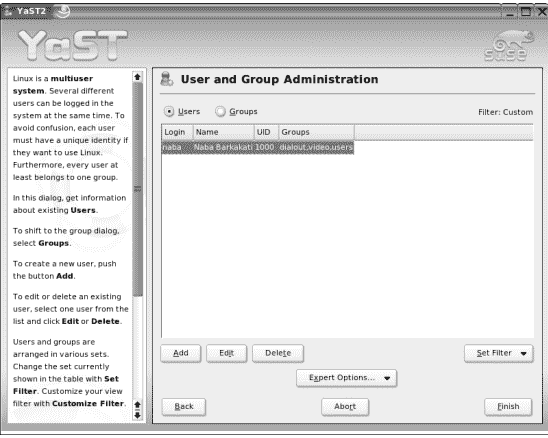 YaST2
YaST
suse
Linux is a multiuser
system. Several different
users can be logged in the
system at the same time. To
avoid confusion, each user
must have a unique identity if
they want to use Linux.
Furthermore, every user at
least belongs to one group.
In this dialog, get information
about existing Users.
To shift to the group dialog,
select Groups.
To create a new user, push
the button Add.
To edit or delete an existing
user, select one user from the
list and click Edit or Delete.
Users and groups are
arranged in various sets.
Change the set currently
shown in the table with Set
Filter. Customize your view
filter with Customize Filter.
User and Group Administration
Users Groups Filter: Custom
Login Name UID Groups
naba Naba Barkakati 1000 dialout,video,users
Add Edit Delete Set Filter
Expert Options...
Back Abort Finish